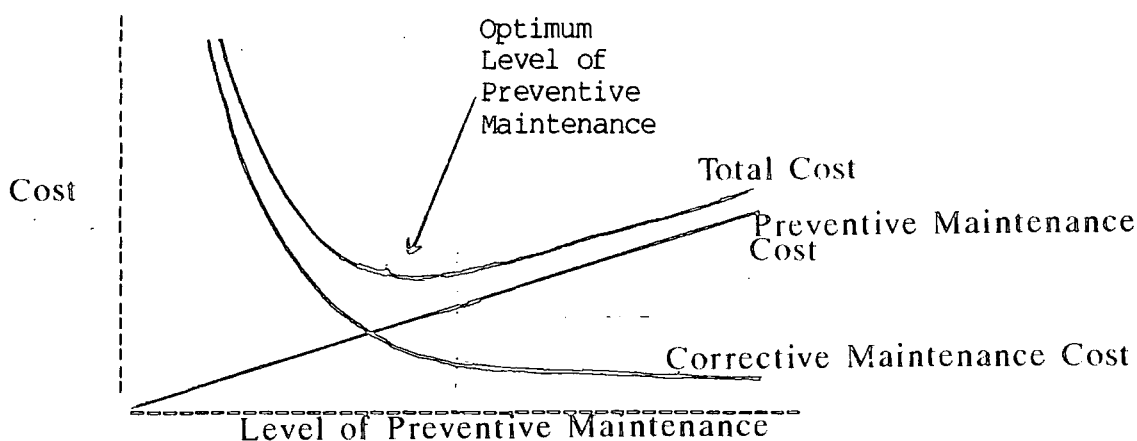 Optimum
Level of
Preventive
Maintenance
Cost
Total Cost
Preventive Maintenance
Cost
Corrective Maintenance Cost
Level of Preventive Maintenance